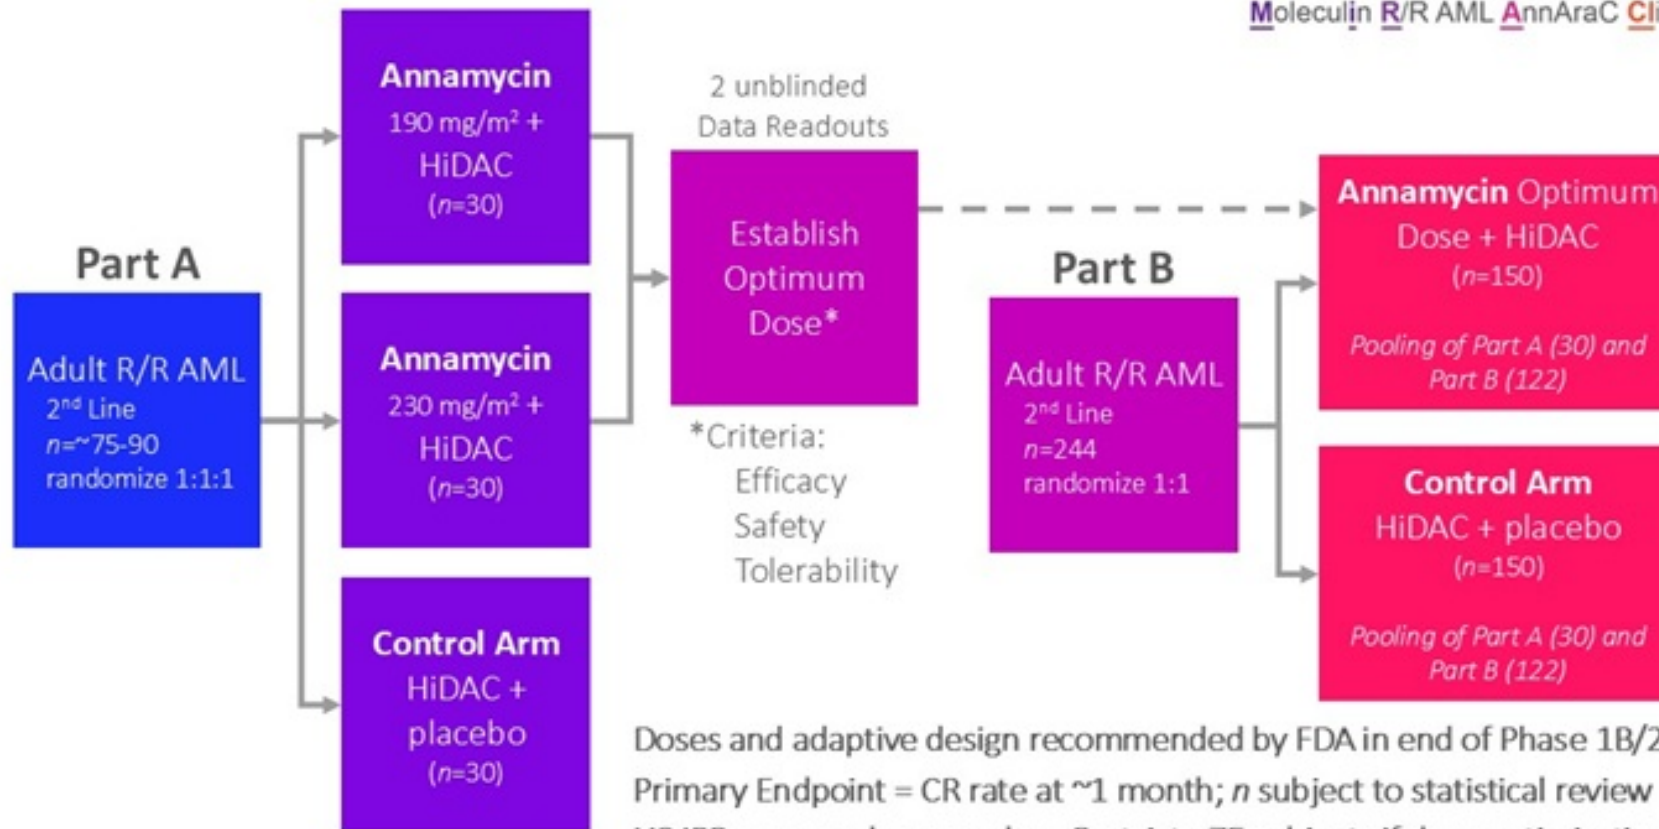 Moleculin R/R AML AnnAraC Cli
Part A
Adult R/R AML
2nd Line
n=~75-90
randomize 1:1:1
Annamycin
190 mg/m² +
HiDAC
(n=30)
Annamycin
230 mg/m² +
HiDAC
(n=30)
Control Arm
HiDAC +
placebo
(n=30)
2 unblinded
Data Readouts
Establish
Optimum
Dose*
*Criteria:
Efficacy
Safety
Tolerability
Part B
Adult R/R AML
2nd Line
n=244
randomize 1:1
Annamycin Optimum
Dose + HiDAC
(n=150)
Pooling of Part A (30) and
Part B (122)
Control Arm
HiDAC + placebo
(n=150)
Pooling of Part A (30) and
Part B (122)
Doses and adaptive design recommended by FDA in end of Phase 1B/2
Primary Endpoint = CR rate at ~1 month; n subject to statistical review